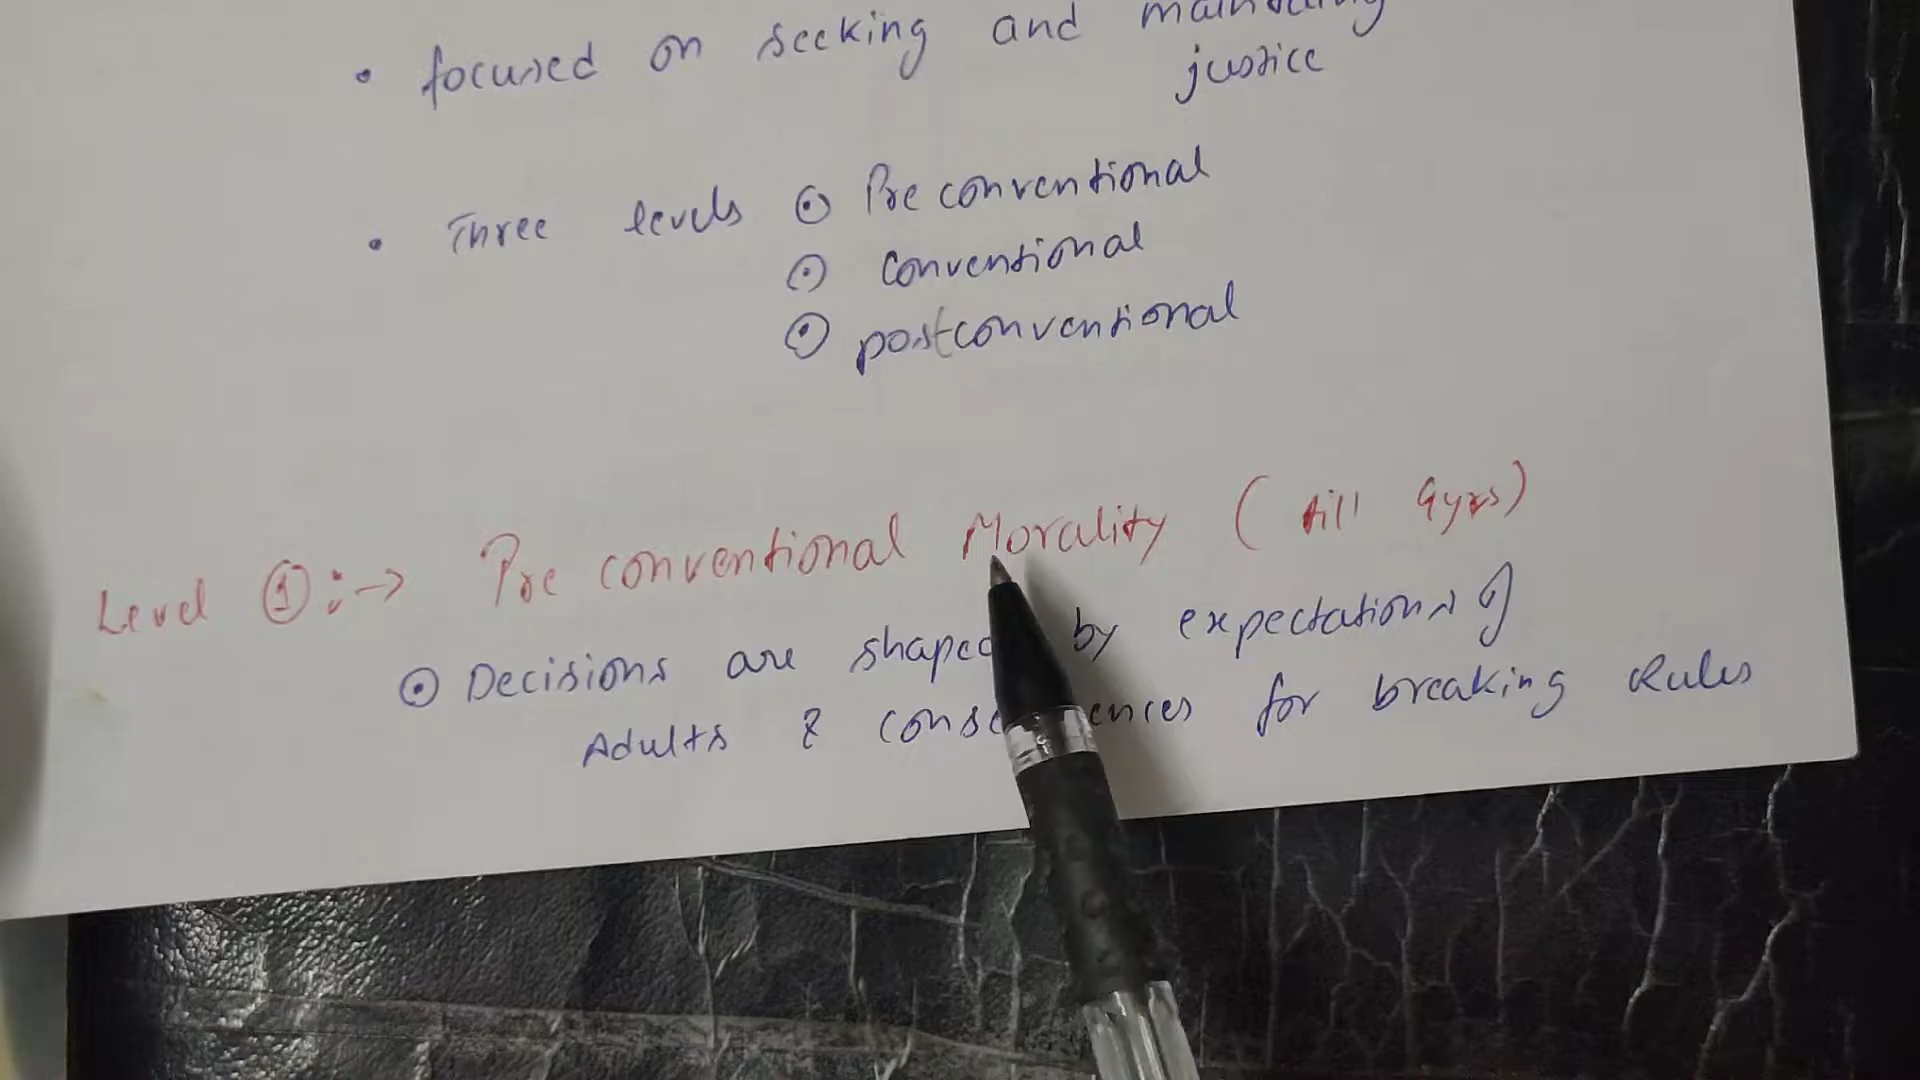 • focused on seeking and
justice
• Three levels ⊙ Pre conventional
⊙ conventional
⊙ postconventional
Level ①:→ Pre conventional Morality (till 9yrs)
⊙ Decisions are shaped by expectations of
Adults & consequences for breaking Rules